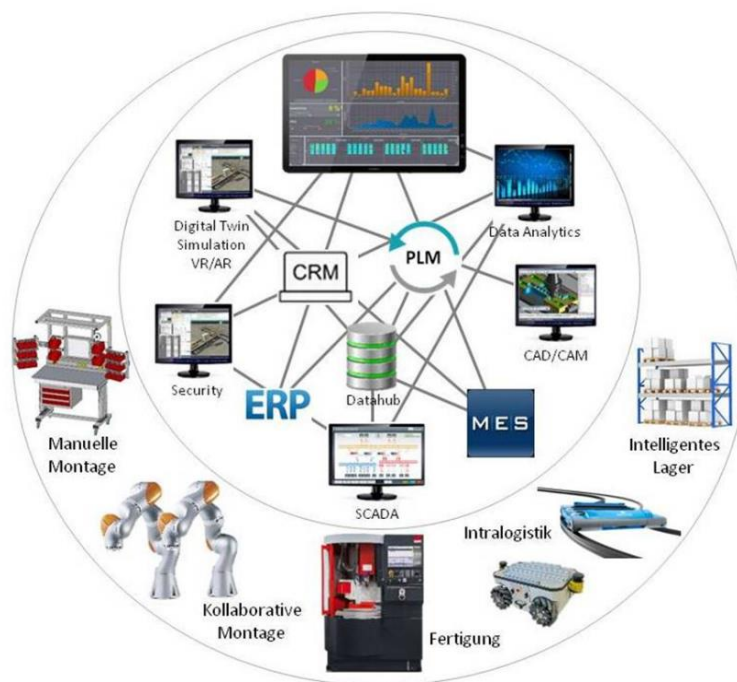 Digital Twin
Simulation
VR/AR
Data Analytics
CRM
PLM
CAD/CAM
Security
ERP
Datahub
MES
SCADA
Manuelle
Montage
Intelligentes
Lager
Intralogistik
Kollaborative
Montage
Fertigung